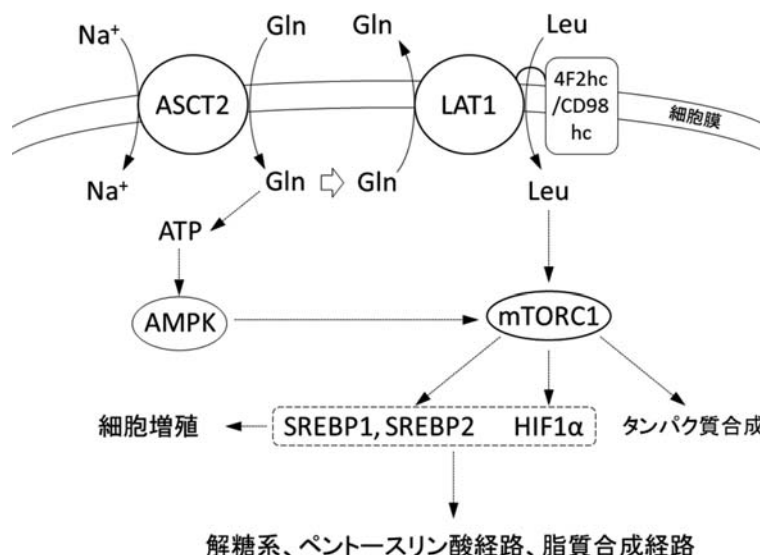 Na⁺ Gln Gln Leu
ASCT2 LAT1 4F2hc
/CD98
hc
細胞膜
Na⁺ Gln Gln Leu
ATP
AMPK mTORC1
細胞増殖 SREBP1, SREBP2 HIF1α タンパク質合成
解糖系、ペントースリン酸経路、脂質合成経路